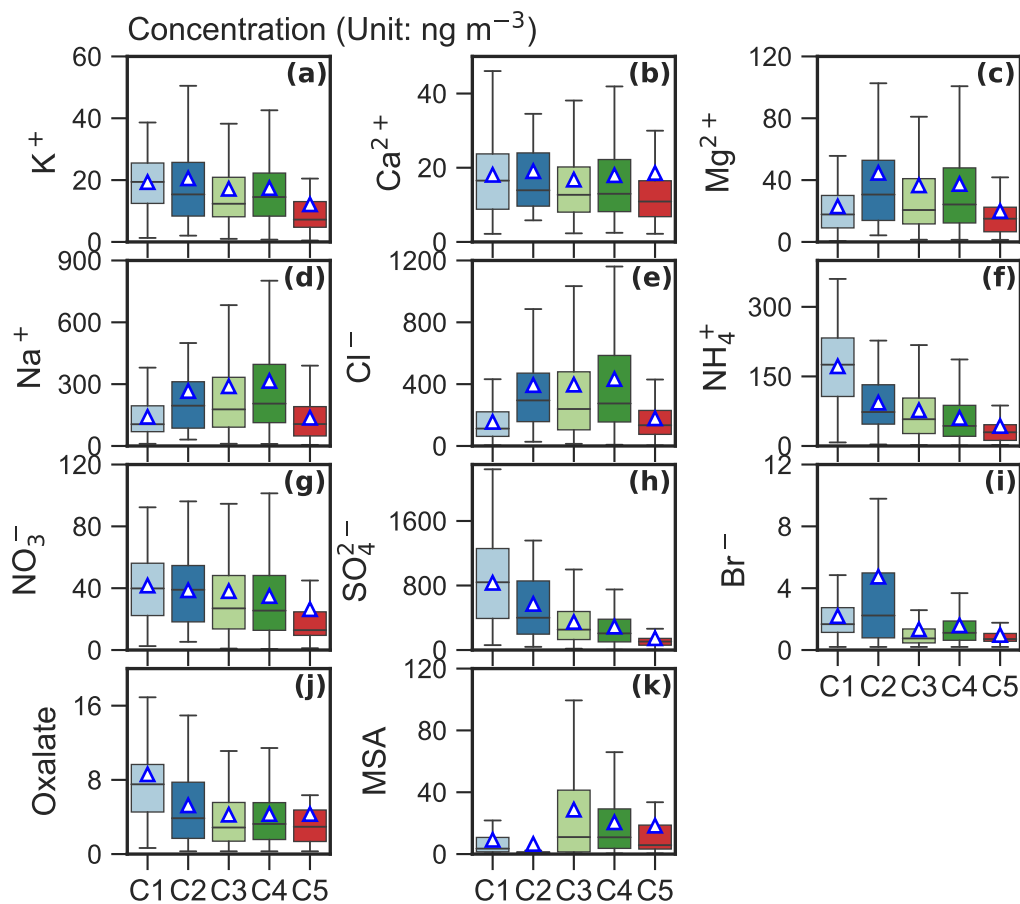 Concentration (Unit: ng m⁻³)
K⁺
60
40
20
0
(a)
Ca²⁺
40
20
0
(b)
Mg²⁺
120
80
40
0
(c)
Na⁺
900
600
300
0
(d)
Cl⁻
1200
800
400
0
(e)
NH₄⁺
300
150
0
(f)
NO₃⁻
120
80
40
0
(g)
SO₄²⁻
1600
800
0
(h)
Br⁻
12
8
4
0
(i)
C1 C2 C3 C4 C5
Oxalate
16
8
0
(j)
C1 C2 C3 C4 C5
MSA
120
80
40
0
(k)
C1 C2 C3 C4 C5